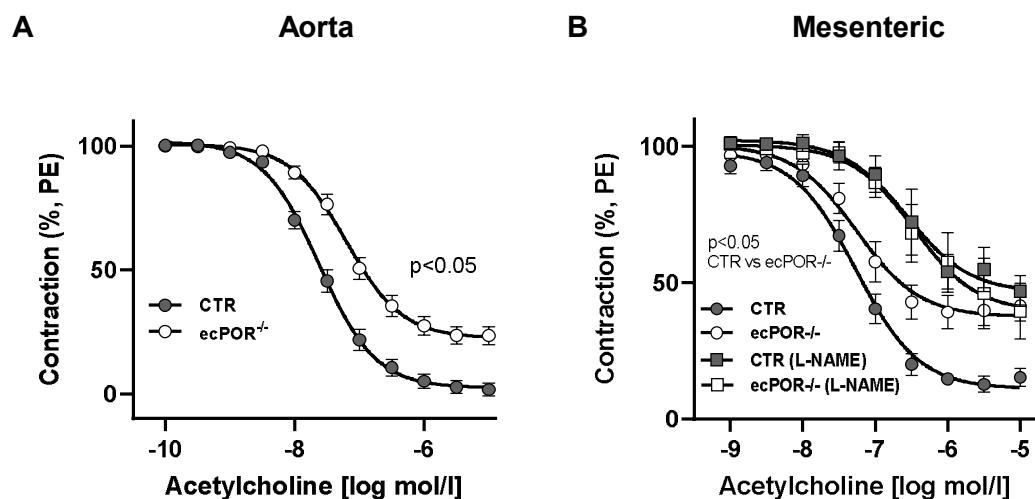 A Aorta
Contraction (%, PE)
100
50
0
p<0.05
CTR
ecPOR-/-
-10 -8 -6
Acetylcholine [log mol/l]
B Mesenteric
Contraction (%, PE)
100
50
0
p<0.05
CTR vs ecPOR-/-
CTR
ecPOR-/-
CTR (L-NAME)
ecPOR-/- (L-NAME)
-9 -8 -7 -6 -5
Acetylcholine [log mol/l]